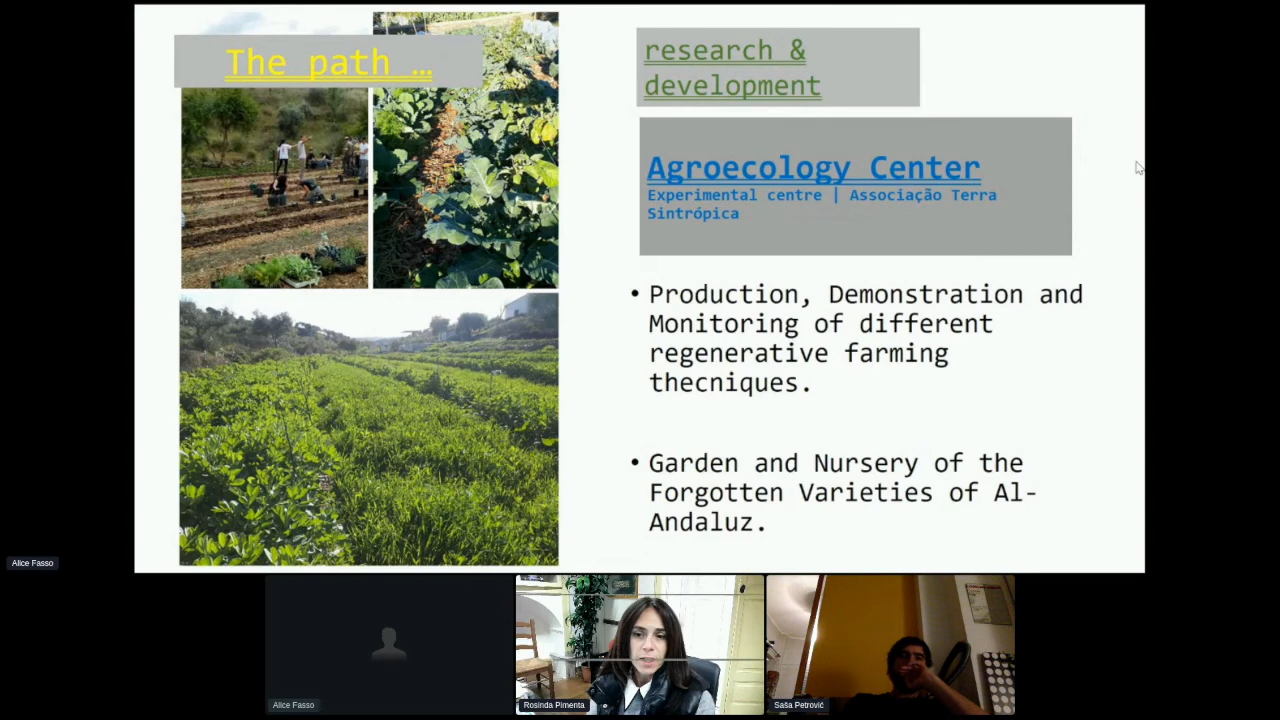 The path …
research &
development
Agroecology Center
Experimental centre | Associação Terra
Sintrópica
• Production, Demonstration and
Monitoring of different
regenerative farming
thecniques.
• Garden and Nursery of the
Forgotten Varieties of Al-
Andaluz.
Alice Fasso
Alice Fasso
Rosinda Pimenta
Saša Petrović